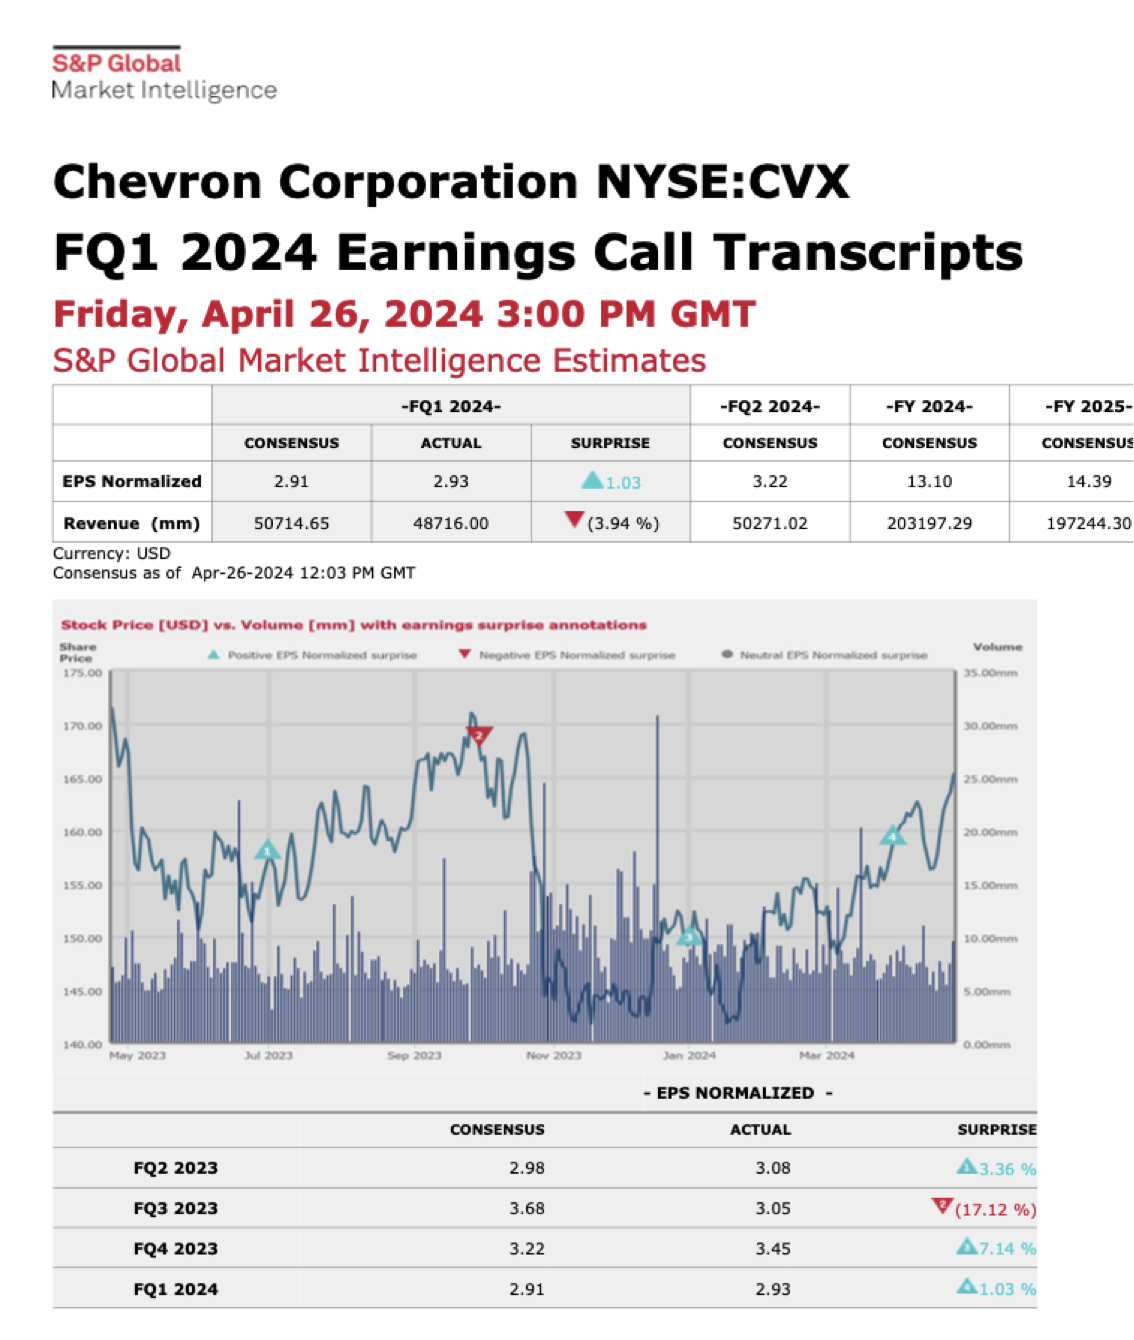 S&P Global
Market Intelligence
Chevron Corporation NYSE:CVX
FQ1 2024 Earnings Call Transcripts
Friday, April 26, 2024 3:00 PM GMT
S&P Global Market Intelligence Estimates
-FQ1 2024- -FQ2 2024- -FY 2024- -FY 2025-
CONSENSUS ACTUAL SURPRISE CONSENSUS CONSENSUS CONSENSUS
EPS Normalized 2.91 2.93 ▲1.03 3.22 13.10 14.39
Revenue (mm) 50714.65 48716.00 ▼(3.94 %) 50271.02 203197.29 197244.30
Currency: USD
Consensus as of Apr-26-2024 12:03 PM GMT
Stock Price [USD] vs. Volume [mm] with earnings surprise annotations
Share
Price
▲ Positive EPS Normalized surprise ▼ Negative EPS Normalized surprise ● Neutral EPS Normalized surprise
Volume
175.00 35.00mm
170.00 30.00mm
2
165.00 25.00mm
160.00 20.00mm
1 4
155.00 15.00mm
150.00 10.00mm
3
145.00 5.00mm
140.00 0.00mm
May 2023 Jul 2023 Sep 2023 Nov 2023 Jan 2024 Mar 2024
- EPS NORMALIZED -
CONSENSUS ACTUAL SURPRISE
FQ2 2023 2.98 3.08 1 3.36 %
FQ3 2023 3.68 3.05 2 (17.12 %)
FQ4 2023 3.22 3.45 3 7.14 %
FQ1 2024 2.91 2.93 4 1.03 %